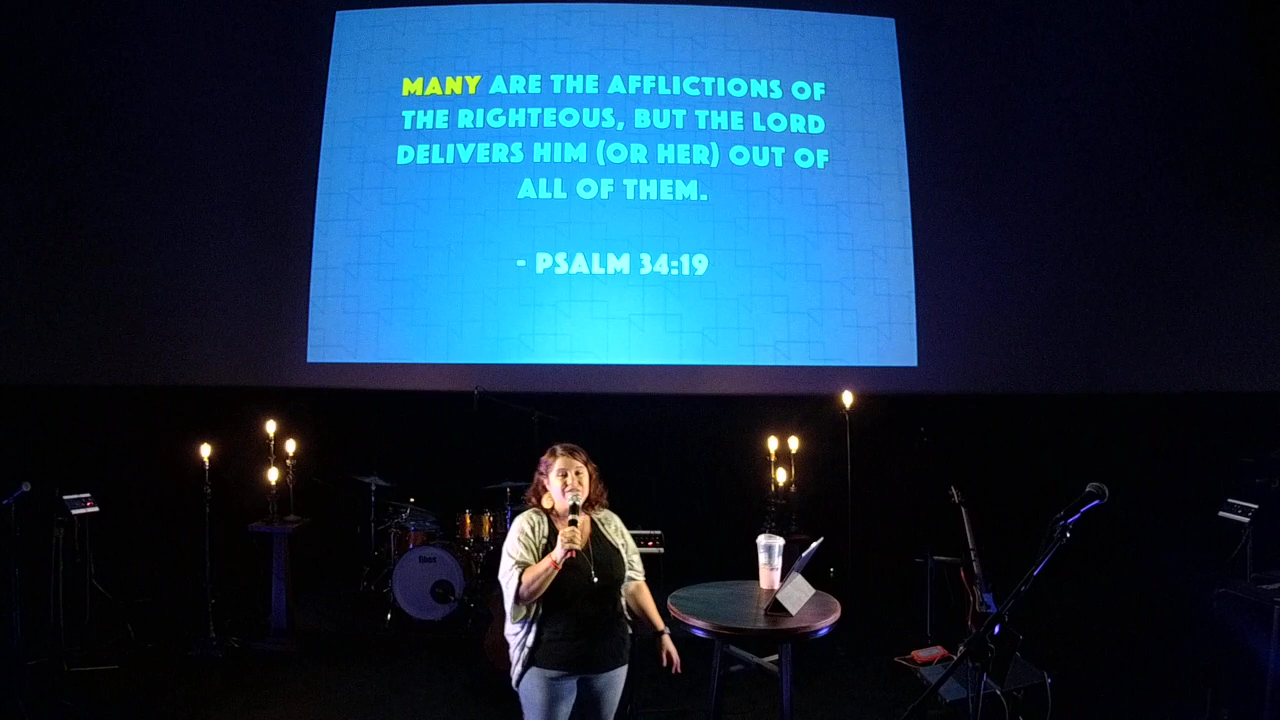 MANY ARE THE AFFLICTIONS OF
THE RIGHTEOUS, BUT THE LORD
DELIVERS HIM (OR HER) OUT OF
ALL OF THEM.
- PSALM 34:19
fibes